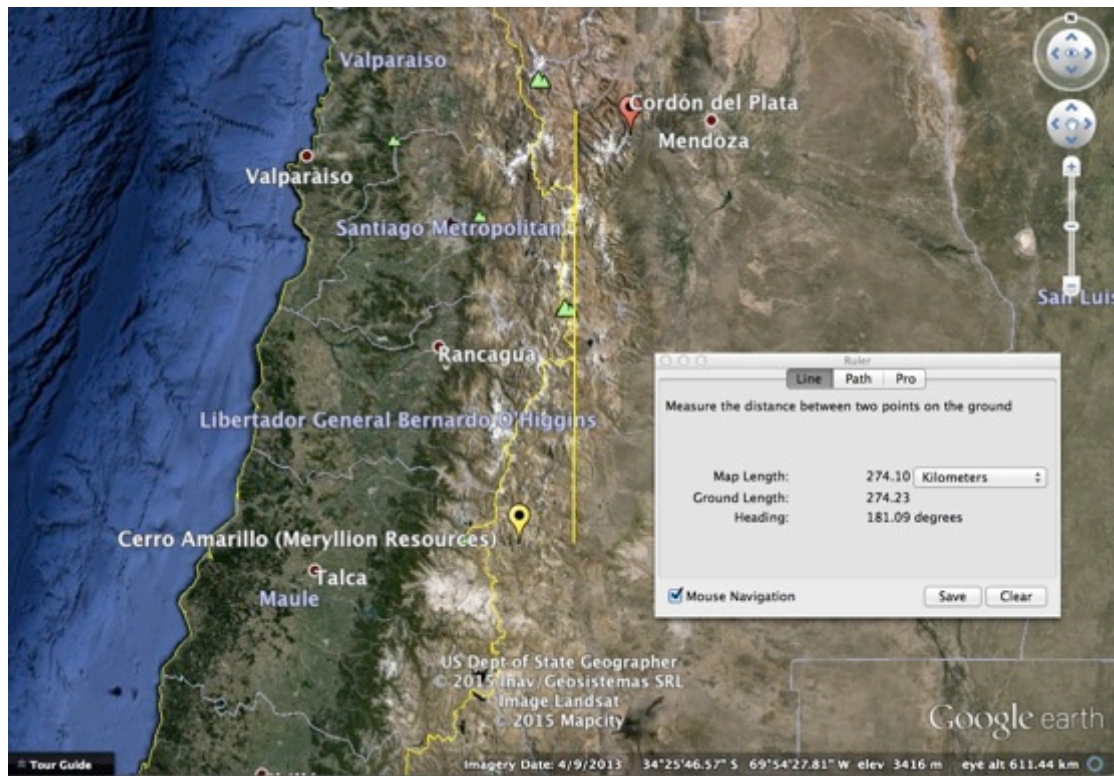 N
Valparaiso
Cordón del Plata
Mendoza
Valparaiso
Santiago Metropolitan
San Luis
Rancagua
Ruler
Line Path Pro
Measure the distance between two points on the ground
Libertador General Bernardo O'Higgins
Map Length: 274.10 Kilometers
Ground Length: 274.23
Heading: 181.09 degrees
Cerro Amarillo (Meryllion Resources)
Talca
Maule
Mouse Navigation Save Clear
US Dept of State Geographer
© 2015 Inav/Geosistemas SRL
Image Landsat
© 2015 Mapcity
Google earth
Tour Guide
Imagery Date: 4/9/2013 34°25'46.57" S 69°54'27.81" W elev 3416 m eye alt 611.44 km